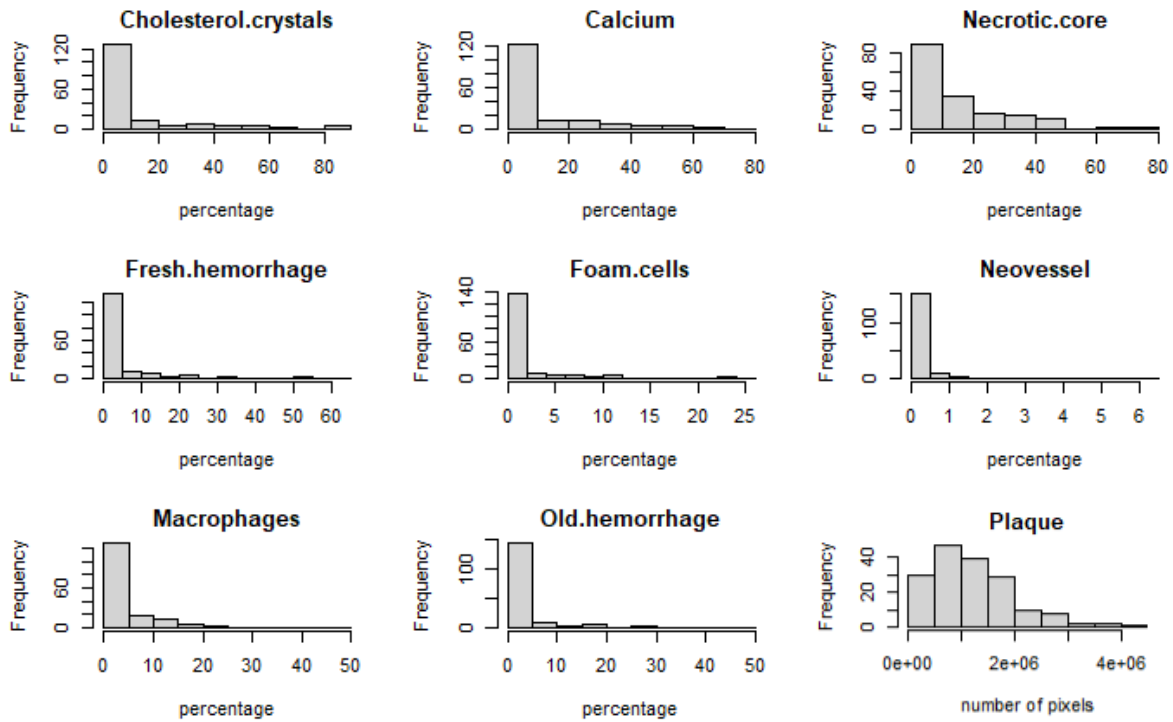 Cholesterol.crystals
Frequency
0 60 120
0 20 40 60 80
percentage
Calcium
Frequency
0 60 120
0 20 40 60 80
percentage
Necrotic.core
Frequency
0 40 80
0 20 40 60 80
percentage
Fresh.hemorrhage
Frequency
0 60
0 10 20 30 40 50 60
percentage
Foam.cells
Frequency
0 60 140
0 5 10 15 20 25
percentage
Neovessel
Frequency
0 100
0 1 2 3 4 5 6
percentage
Macrophages
Frequency
0 60
0 10 20 30 40 50
percentage
Old.hemorrhage
Frequency
0 100
0 10 20 30 40 50
percentage
Plaque
Frequency
0 20 40
0e+00 2e+06 4e+06
number of pixels